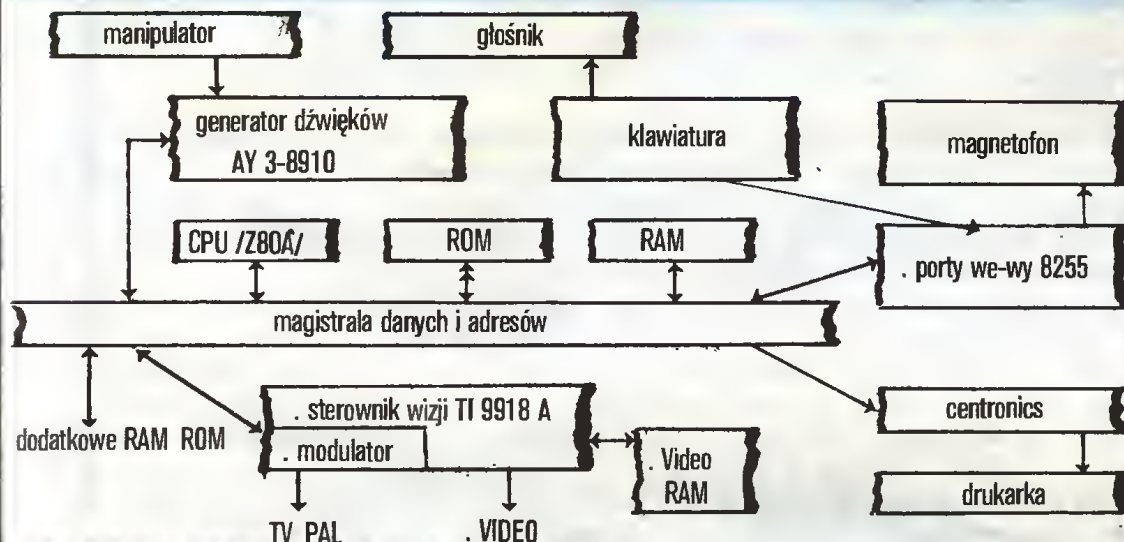 manipulator
głośnik
generator dźwięków
AY 3-8910
klawiatura
magnetofon
CPU /Z80A/
ROM
RAM
. porty we-wy 8255
magistrala danych i adresów
dodatkowe RAM ROM
. sterownik wizji TI 9918 A
. modulator
. Video
RAM
centronics
drukarka
TV PAL
. VIDEO